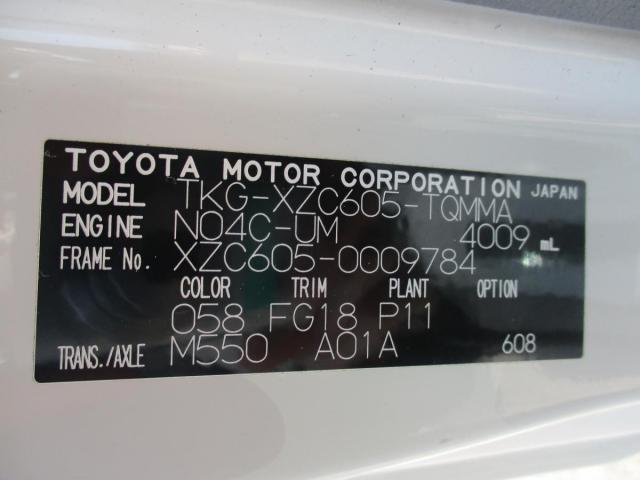 TOYOTA MOTOR CORPORATION JAPAN
MODEL TKG-XZC605-TQMMA
ENGINE N04C-UM 4009 mL
FRAME No. XZC605-0009784
COLOR TRIM PLANT OPTION
058 FG18 P11
TRANS./AXLE M550 A01A 608